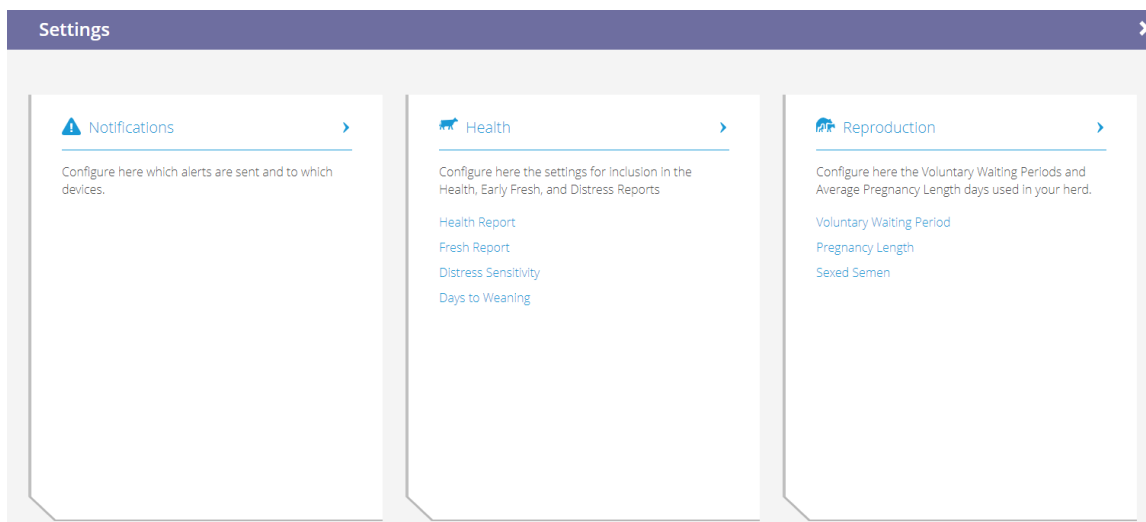 Settings
Notifications
Configure here which alerts are sent and to which
devices.
Health
Configure here the settings for inclusion in the
Health, Early Fresh, and Distress Reports
Health Report
Fresh Report
Distress Sensitivity
Days to Weaning
Reproduction
Configure here the Voluntary Waiting Periods and
Average Pregnancy Length days used in your herd.
Voluntary Waiting Period
Pregnancy Length
Sexed Semen